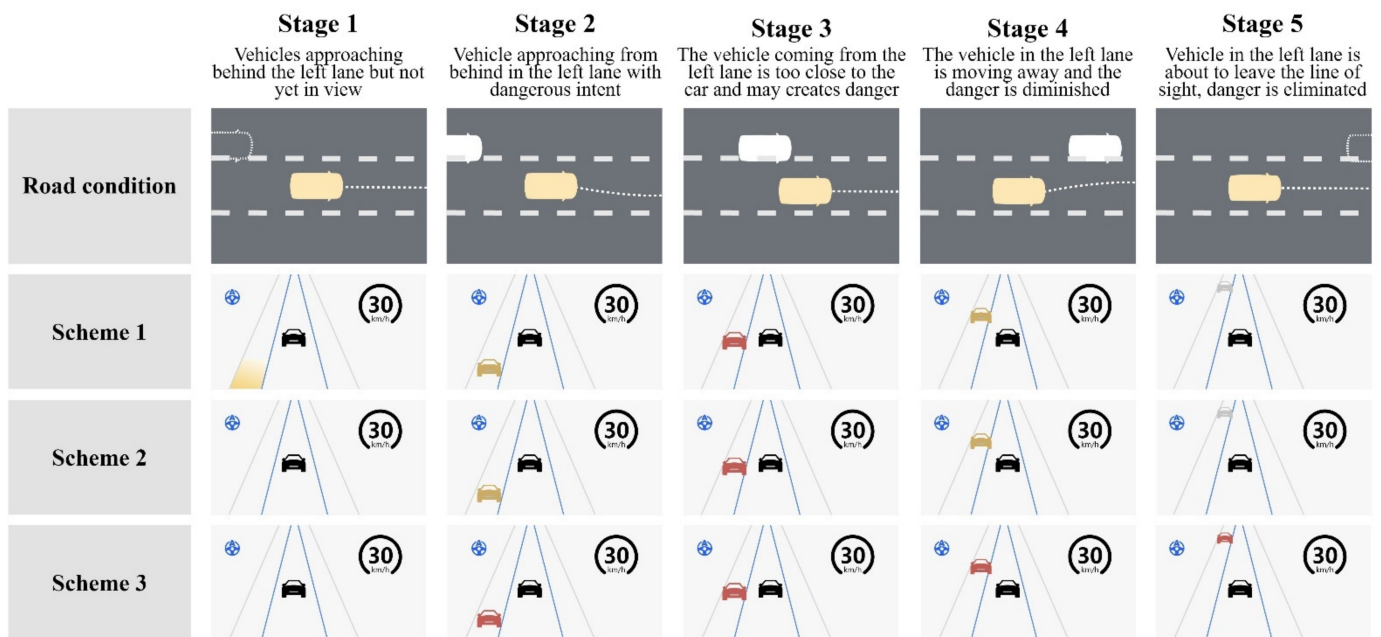 Stage 1
Vehicles approaching
behind the left lane but not
yet in view
Stage 2
Vehicle approaching from
behind in the left lane with
dangerous intent
Stage 3
The vehicle coming from the
left lane is too close to the
car and may creates danger
Stage 4
The vehicle in the left lane
is moving away and the
danger is diminished
Stage 5
Vehicle in the left lane is
about to leave the line of
sight, danger is eliminated
Road condition
Scheme 1
30
km/h
30
km/h
30
km/h
30
km/h
30
km/h
Scheme 2
30
km/h
30
km/h
30
km/h
30
km/h
30
km/h
Scheme 3
30
km/h
30
km/h
30
km/h
30
km/h
30
km/h